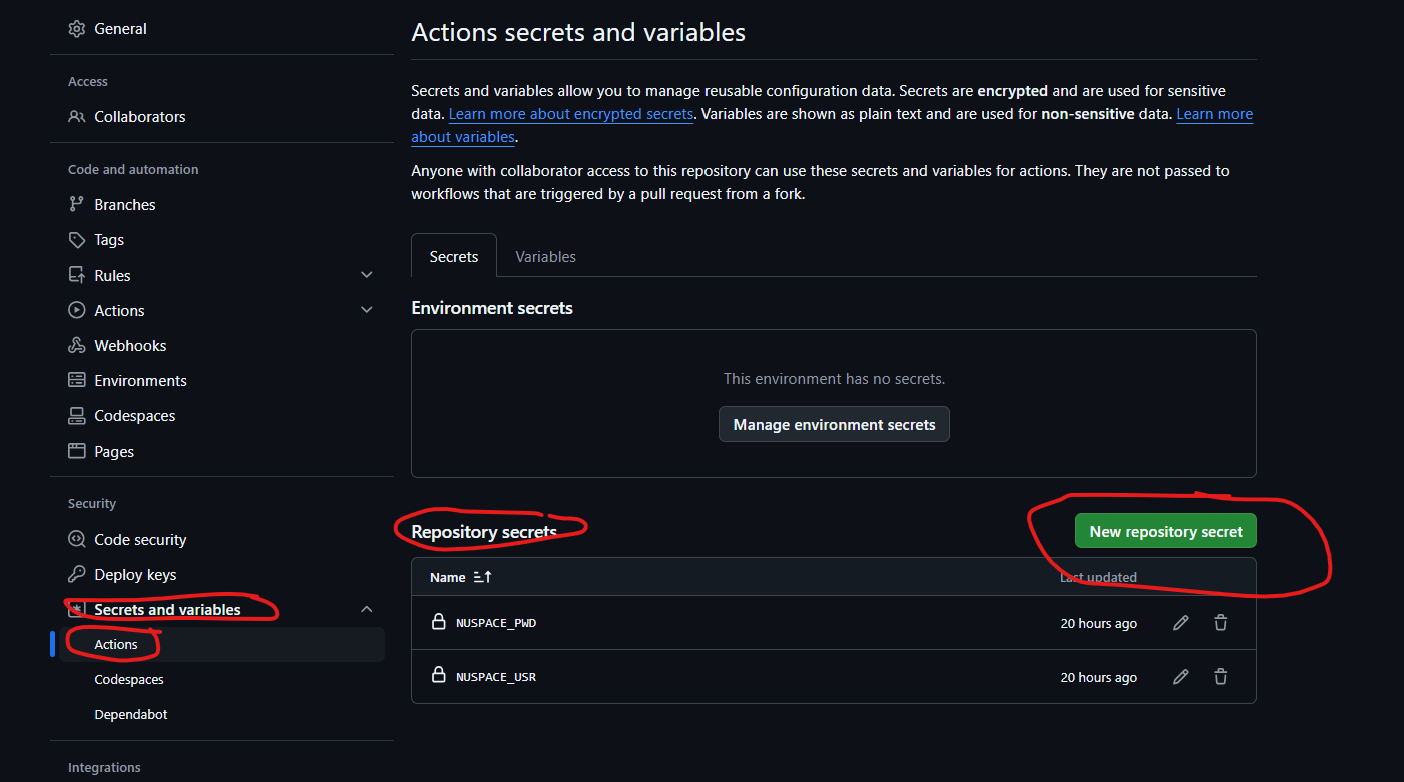 General
Access
Collaborators
Code and automation
Branches
Tags
Rules
Actions
Webhooks
Environments
Codespaces
Pages
Security
Code security
Deploy keys
Secrets and variables
Actions
Codespaces
Dependabot
Integrations
Actions secrets and variables
Secrets and variables allow you to manage reusable configuration data. Secrets are encrypted and are used for sensitive
data. Learn more about encrypted secrets. Variables are shown as plain text and are used for non-sensitive data. Learn more
about variables.
Anyone with collaborator access to this repository can use these secrets and variables for actions. They are not passed to
workflows that are triggered by a pull request from a fork.
Secrets Variables
Environment secrets
This environment has no secrets.
Manage environment secrets
Repository secrets New repository secret
Name Last updated
NUSPACE_PWD 20 hours ago
NUSPACE_USR 20 hours ago